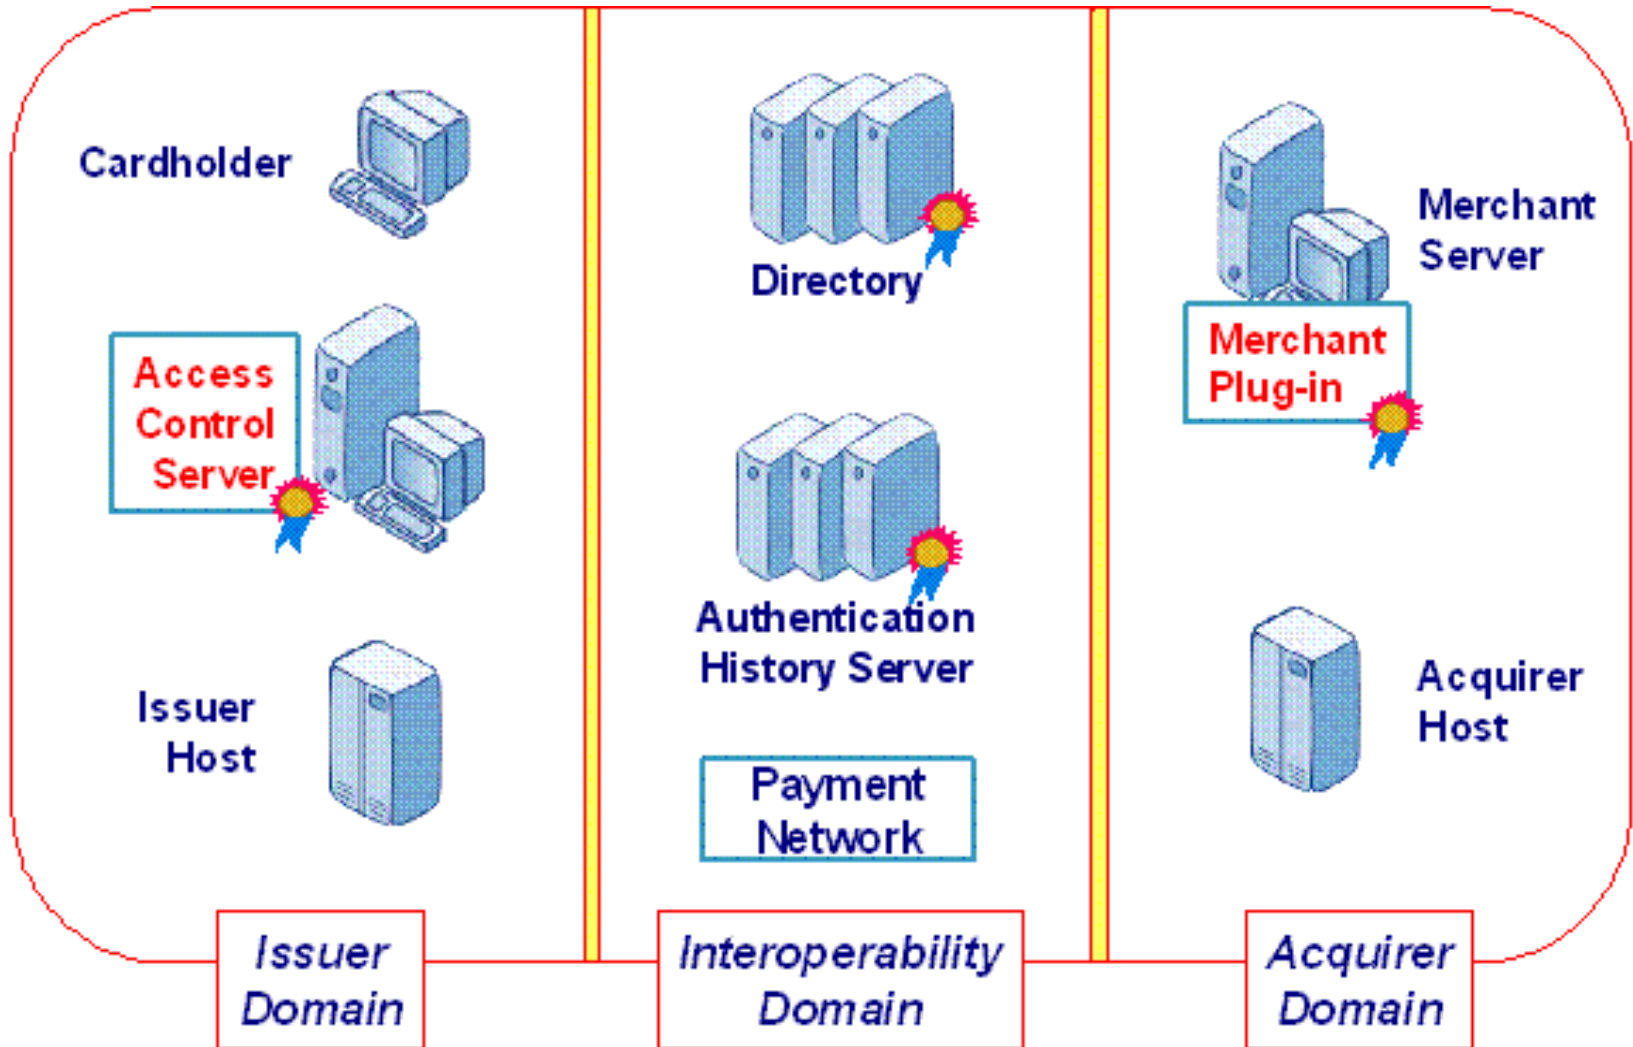 Cardholder
Access
Control
Server
Issuer
Host
Issuer
Domain
Directory
Authentication
History Server
Payment
Network
Interoperability
Domain
Merchant
Server
Merchant
Plug-in
Acquirer
Host
Acquirer
Domain